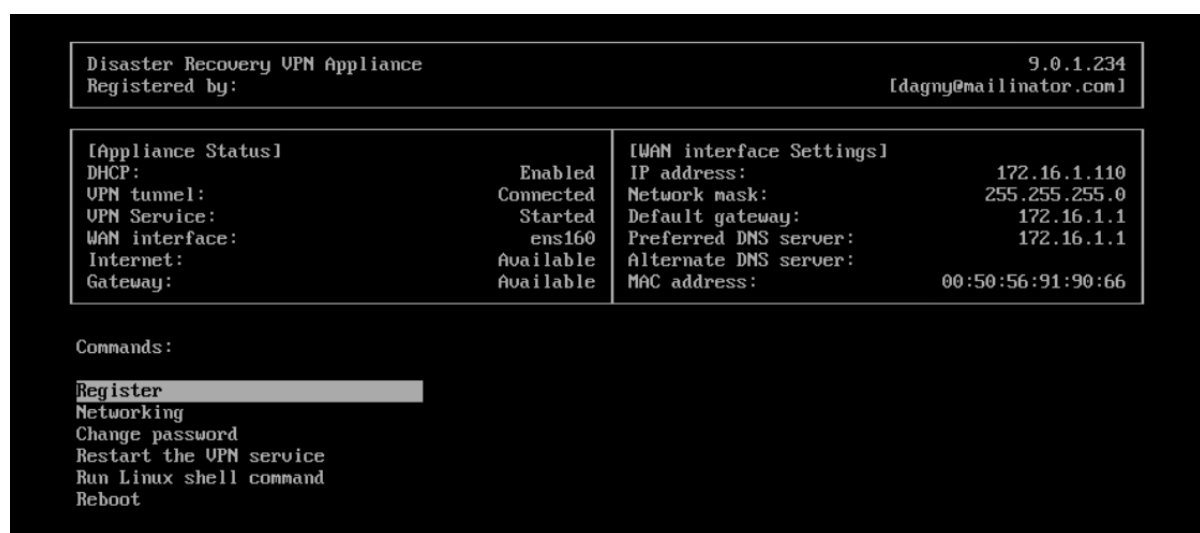 Disaster Recovery VPN Appliance 9.0.1.234
Registered by: [dagny@mailinator.com]
[Appliance Status]
DHCP: Enabled
VPN tunnel: Connected
VPN Service: Started
WAN interface: ens160
Internet: Available
Gateway: Available
[WAN interface Settings]
IP address: 172.16.1.110
Network mask: 255.255.255.0
Default gateway: 172.16.1.1
Preferred DNS server: 172.16.1.1
Alternate DNS server:
MAC address: 00:50:56:91:90:66
Commands:
Register
Networking
Change password
Restart the VPN service
Run Linux shell command
Reboot